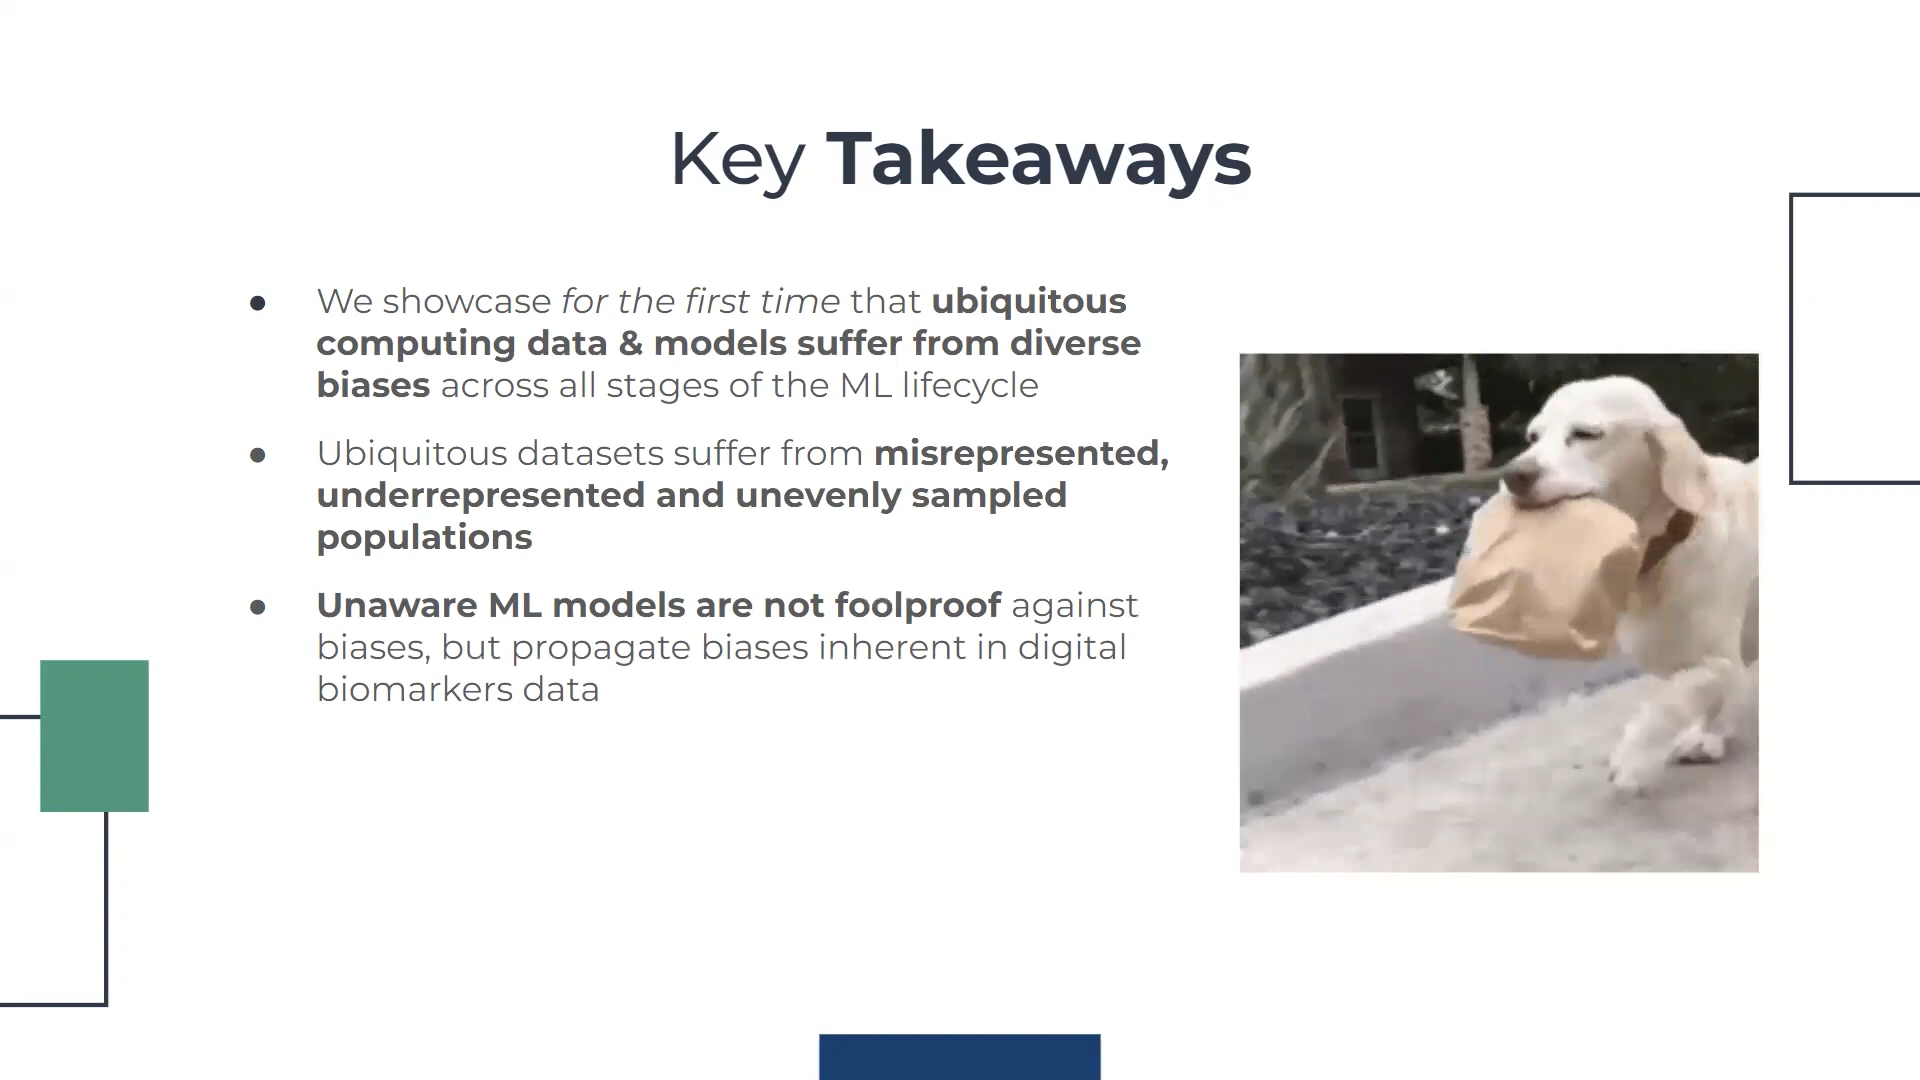 Key Takeaways
● We showcase for the first time that ubiquitous
computing data & models suffer from diverse
biases across all stages of the ML lifecycle
● Ubiquitous datasets suffer from misrepresented,
underrepresented and unevenly sampled
populations
● Unaware ML models are not foolproof against
biases, but propagate biases inherent in digital
biomarkers data